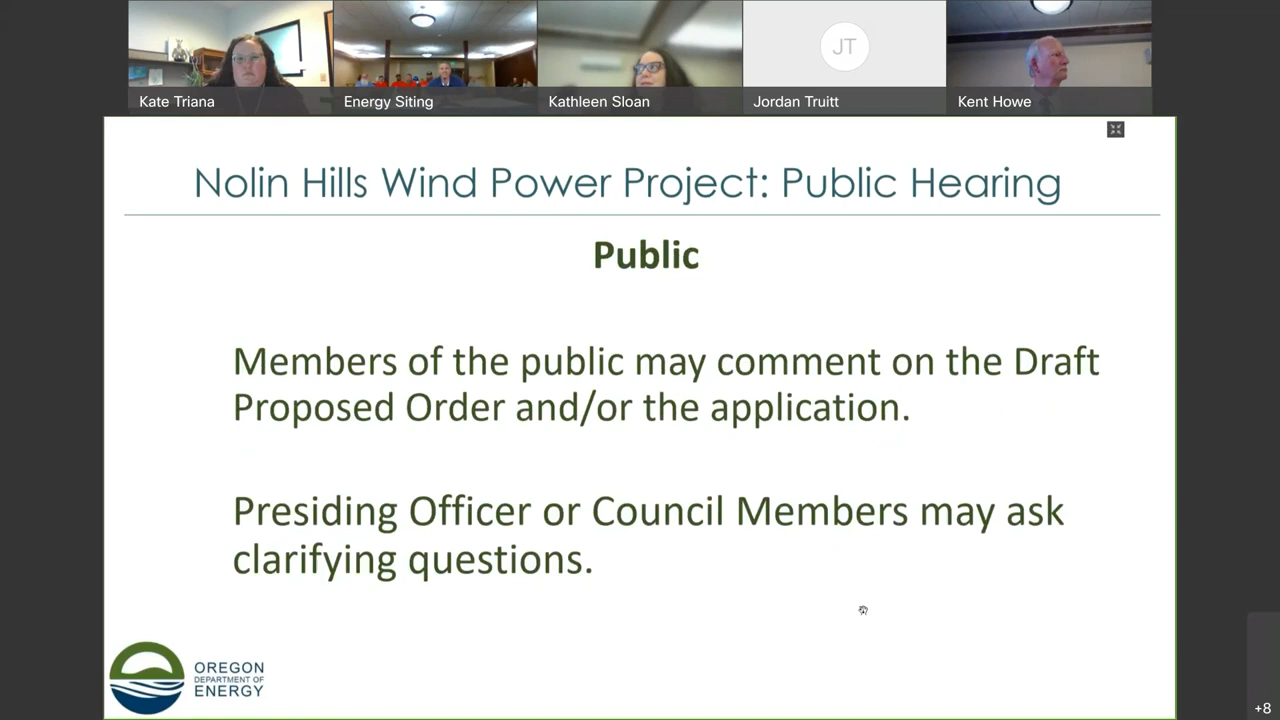 Kate Triana
Energy Siting
Kathleen Sloan
JT
Jordan Truitt
Kent Howe
Nolin Hills Wind Power Project: Public Hearing
Public
Members of the public may comment on the Draft
Proposed Order and/or the application.
Presiding Officer or Council Members may ask
clarifying questions.
OREGON
DEPARTMENT OF
ENERGY
+8